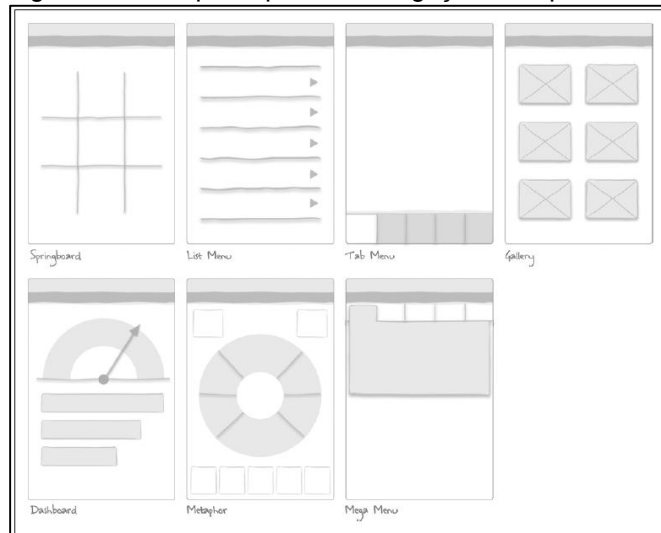 Springboard
List Menu
Tab Menu
Gallery
Dashboard
Metaphor
Mega Menu